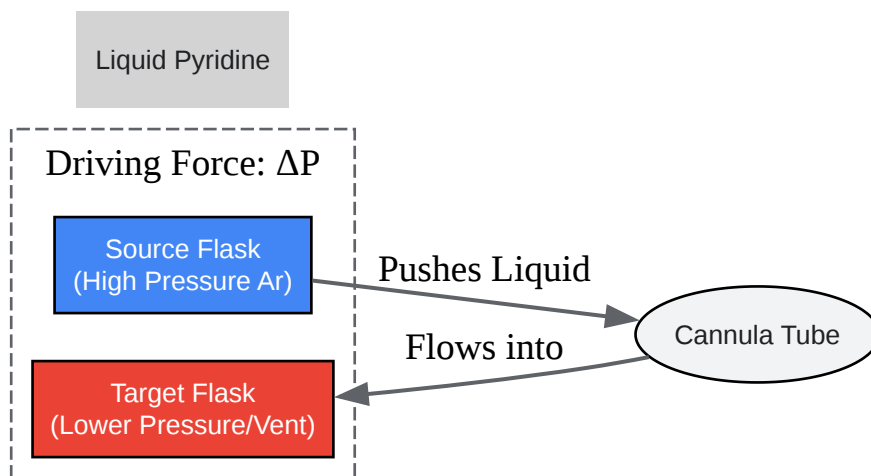 Liquid Pyridine
Driving Force: ΔP
Source Flask
(High Pressure Ar)
Pushes Liquid
Cannula Tube
Flows into
Target Flask
(Lower Pressure/Vent)